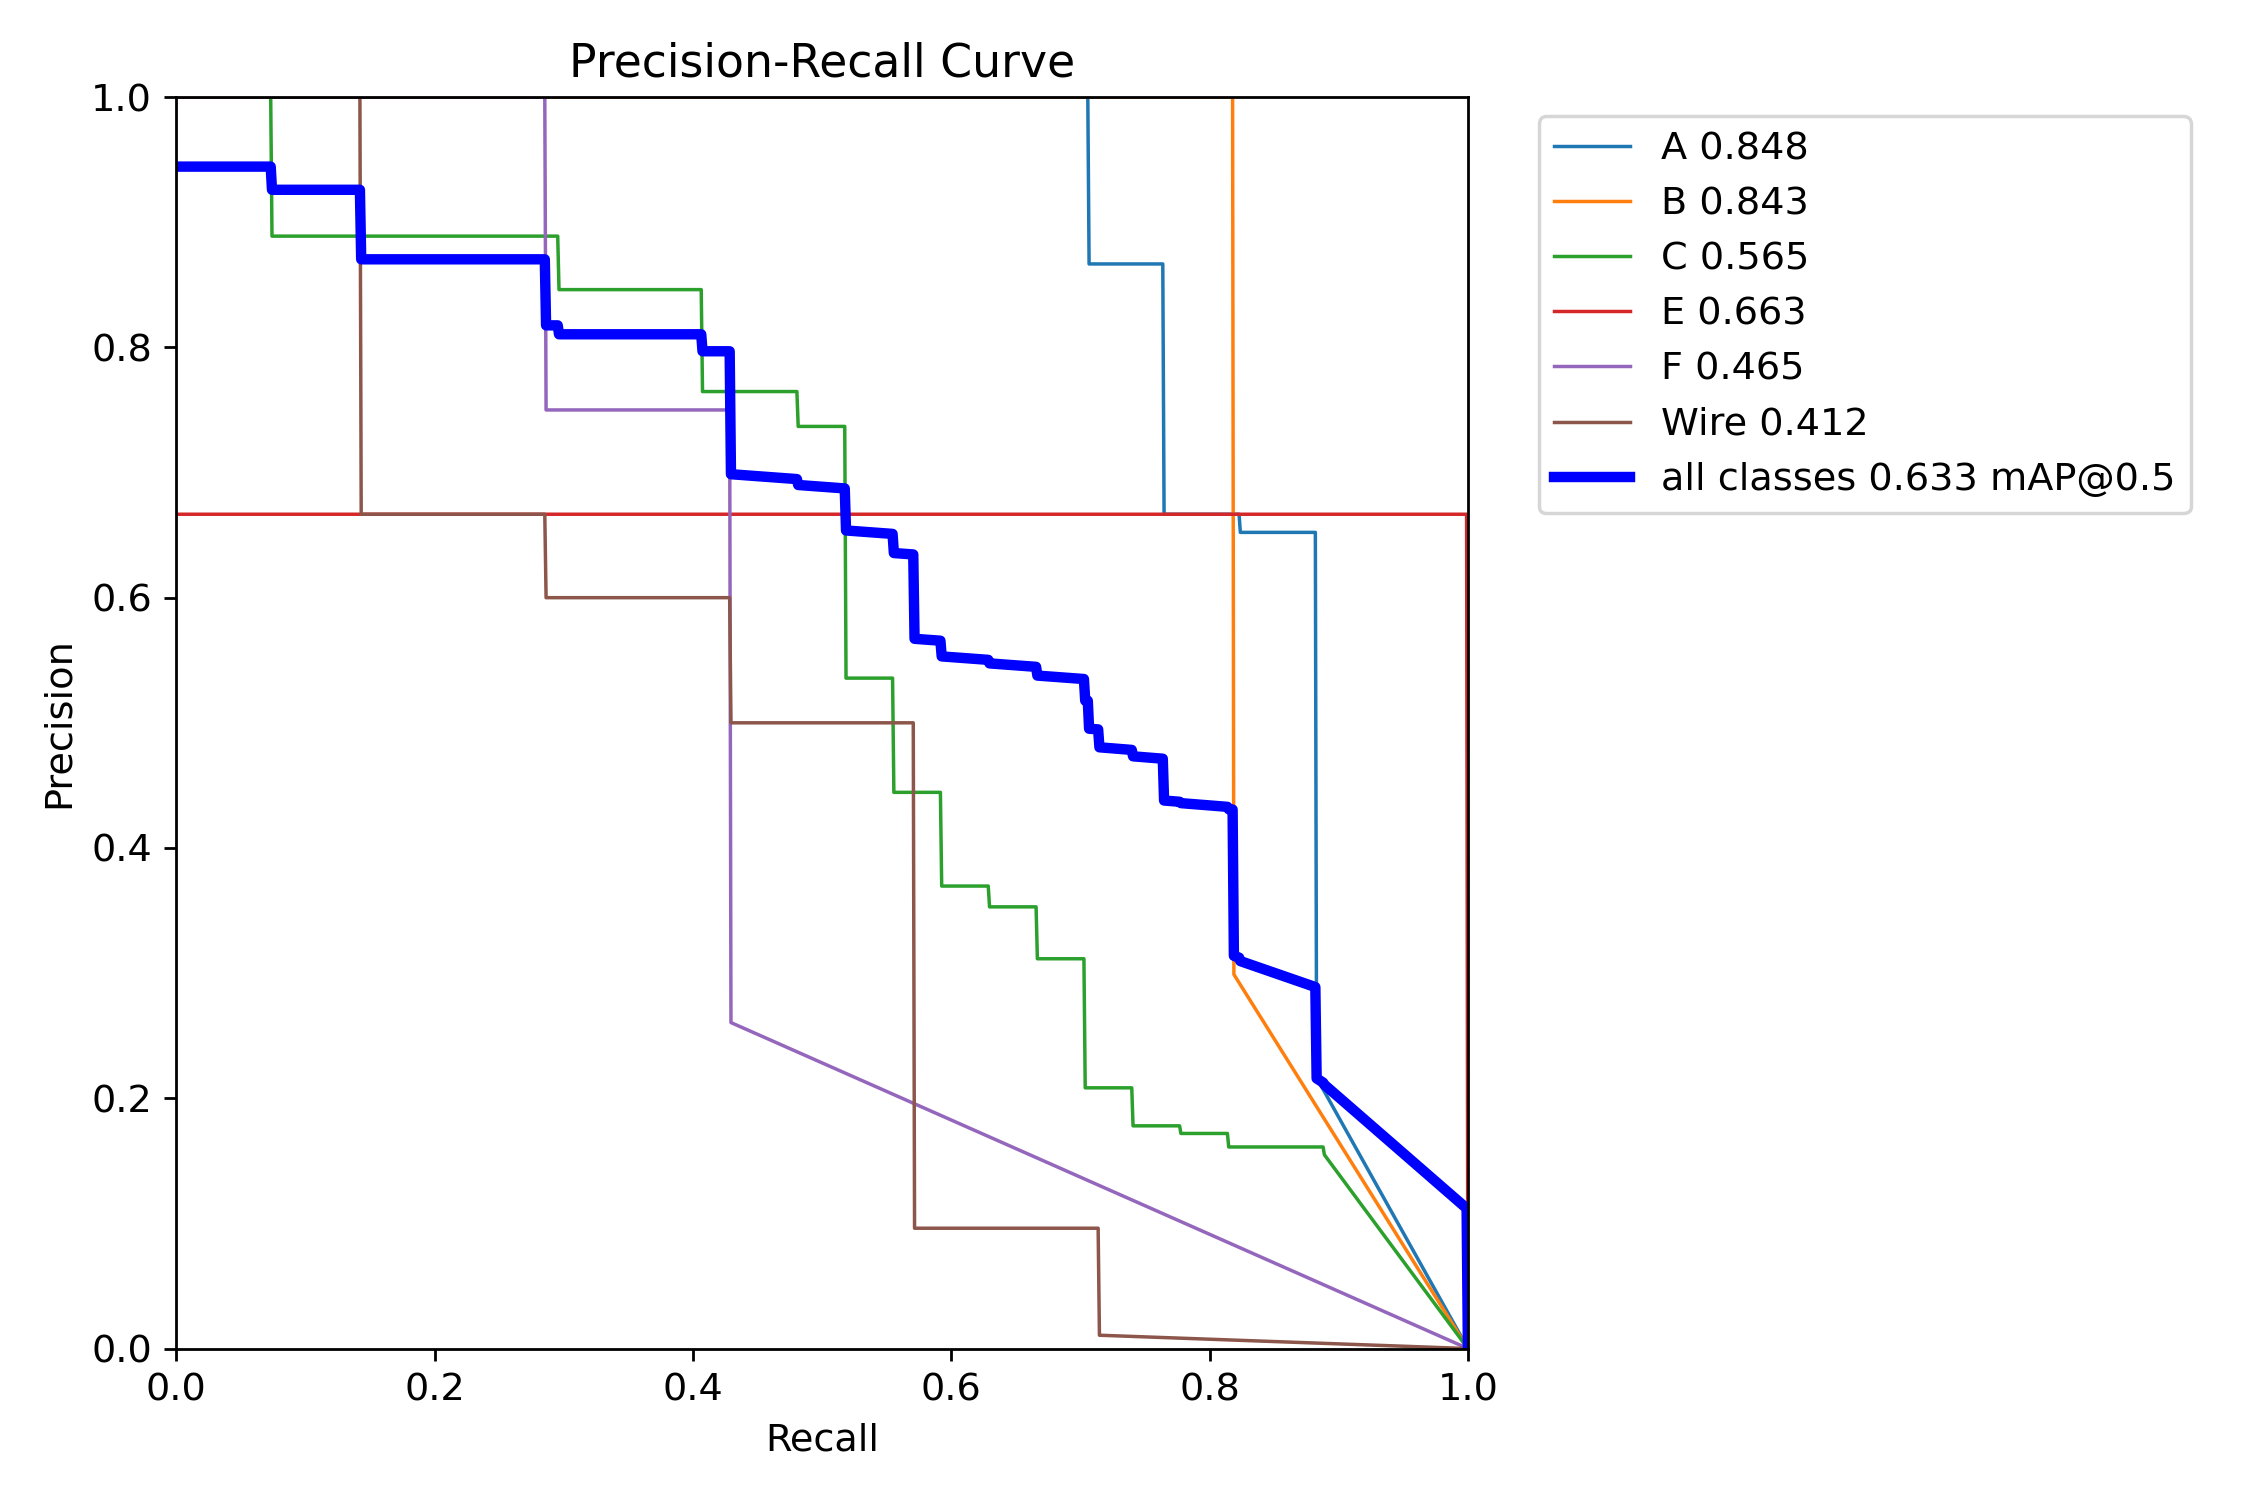 Precision-Recall Curve
1.0
0.8
0.6
0.4
0.2
0.0
Precision
0.0 0.2 0.4 0.6 0.8 1.0
Recall
A 0.848
B 0.843
C 0.565
E 0.663
F 0.465
Wire 0.412
all classes 0.633 mAP@0.5